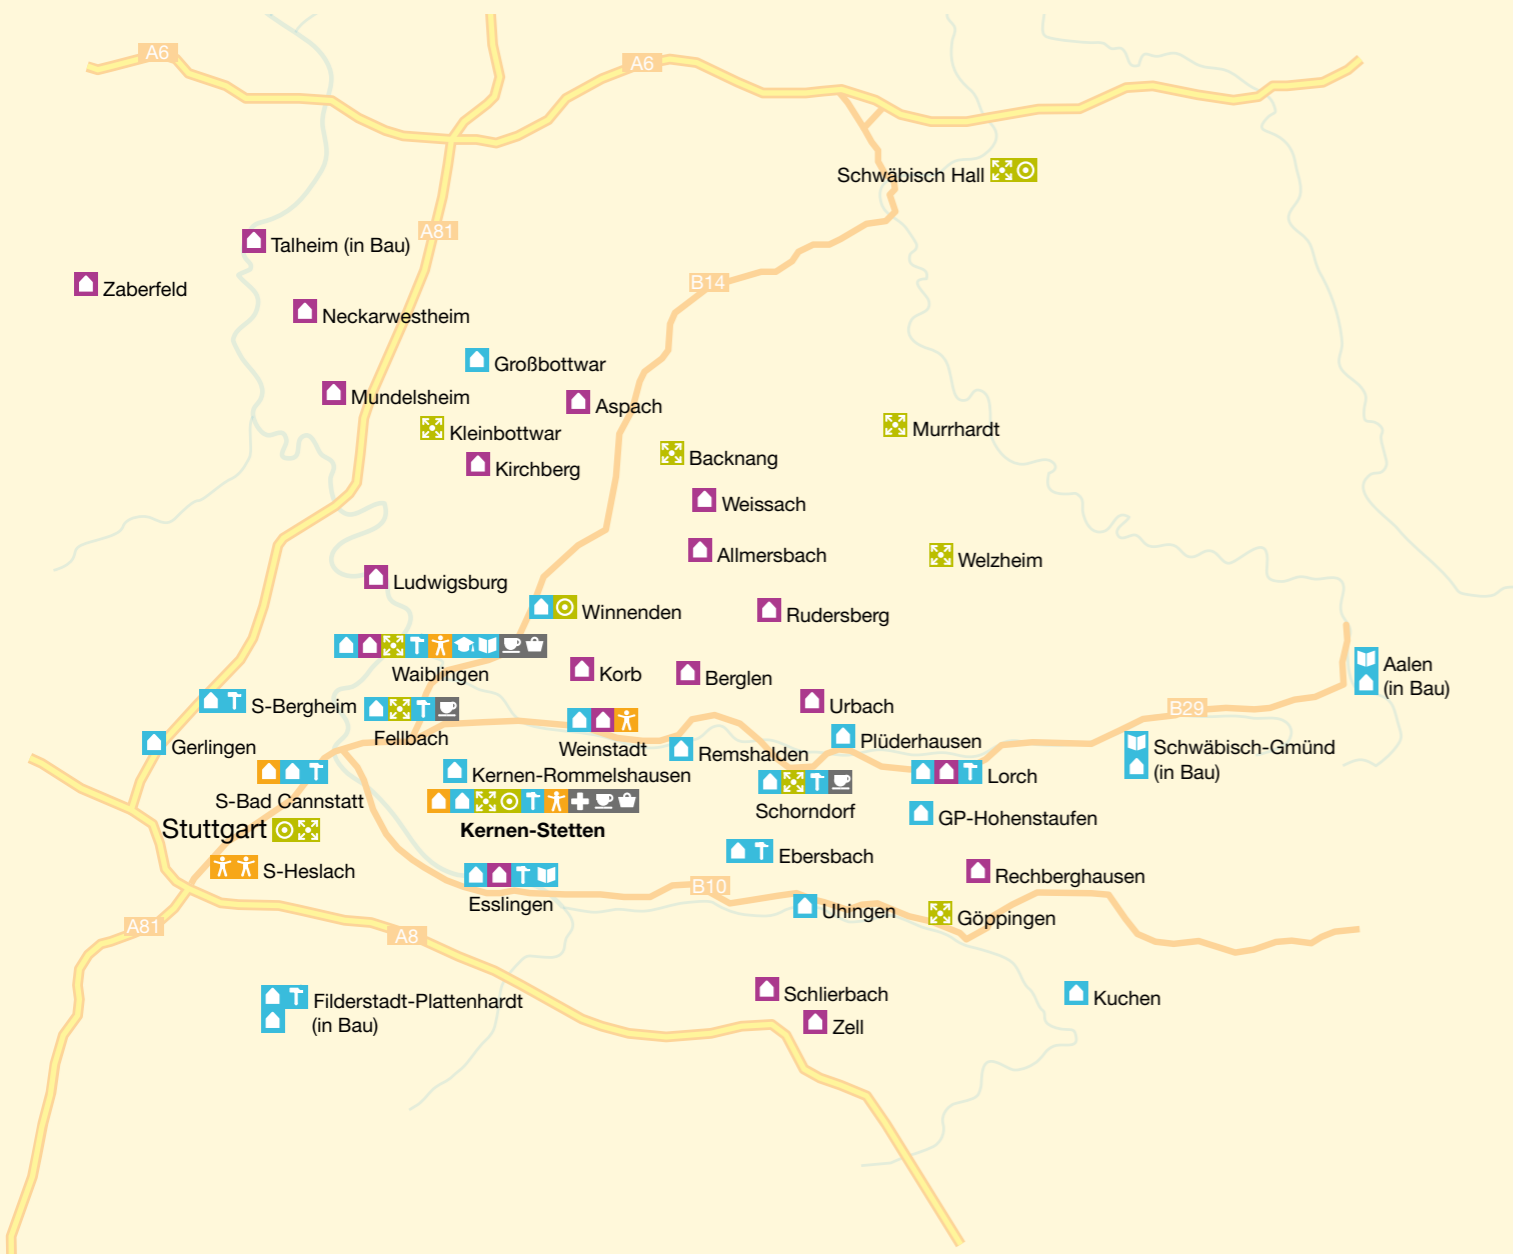 A6
A6
Schwäbisch Hall
A81
Talheim (in Bau)
B14
Zaberfeld
Neckarwestheim
Großbottwar
Mundelsheim
Aspach
Kleinbottwar
Murrhardt
Backnang
Kirchberg
Weissach
Allmersbach
Welzheim
Ludwigsburg
Winnenden
Rudersberg
Waiblingen
Korb
Berglen
Aalen
(in Bau)
S-Bergheim
Urbach
B29
Fellbach
Gerlingen
Weinstadt
Remshalden
Plüderhausen
Schwäbisch-Gmünd
(in Bau)
Kernen-Rommelshausen
Lorch
S-Bad Cannstatt
Schorndorf
GP-Hohenstaufen
Stuttgart
Kernen-Stetten
Ebersbach
S-Heslach
Rechberghausen
B10
Esslingen
Uhingen
Göppingen
A81
A8
Schlierbach
Kuchen
Filderstadt-Plattenhardt
(in Bau)
Zell